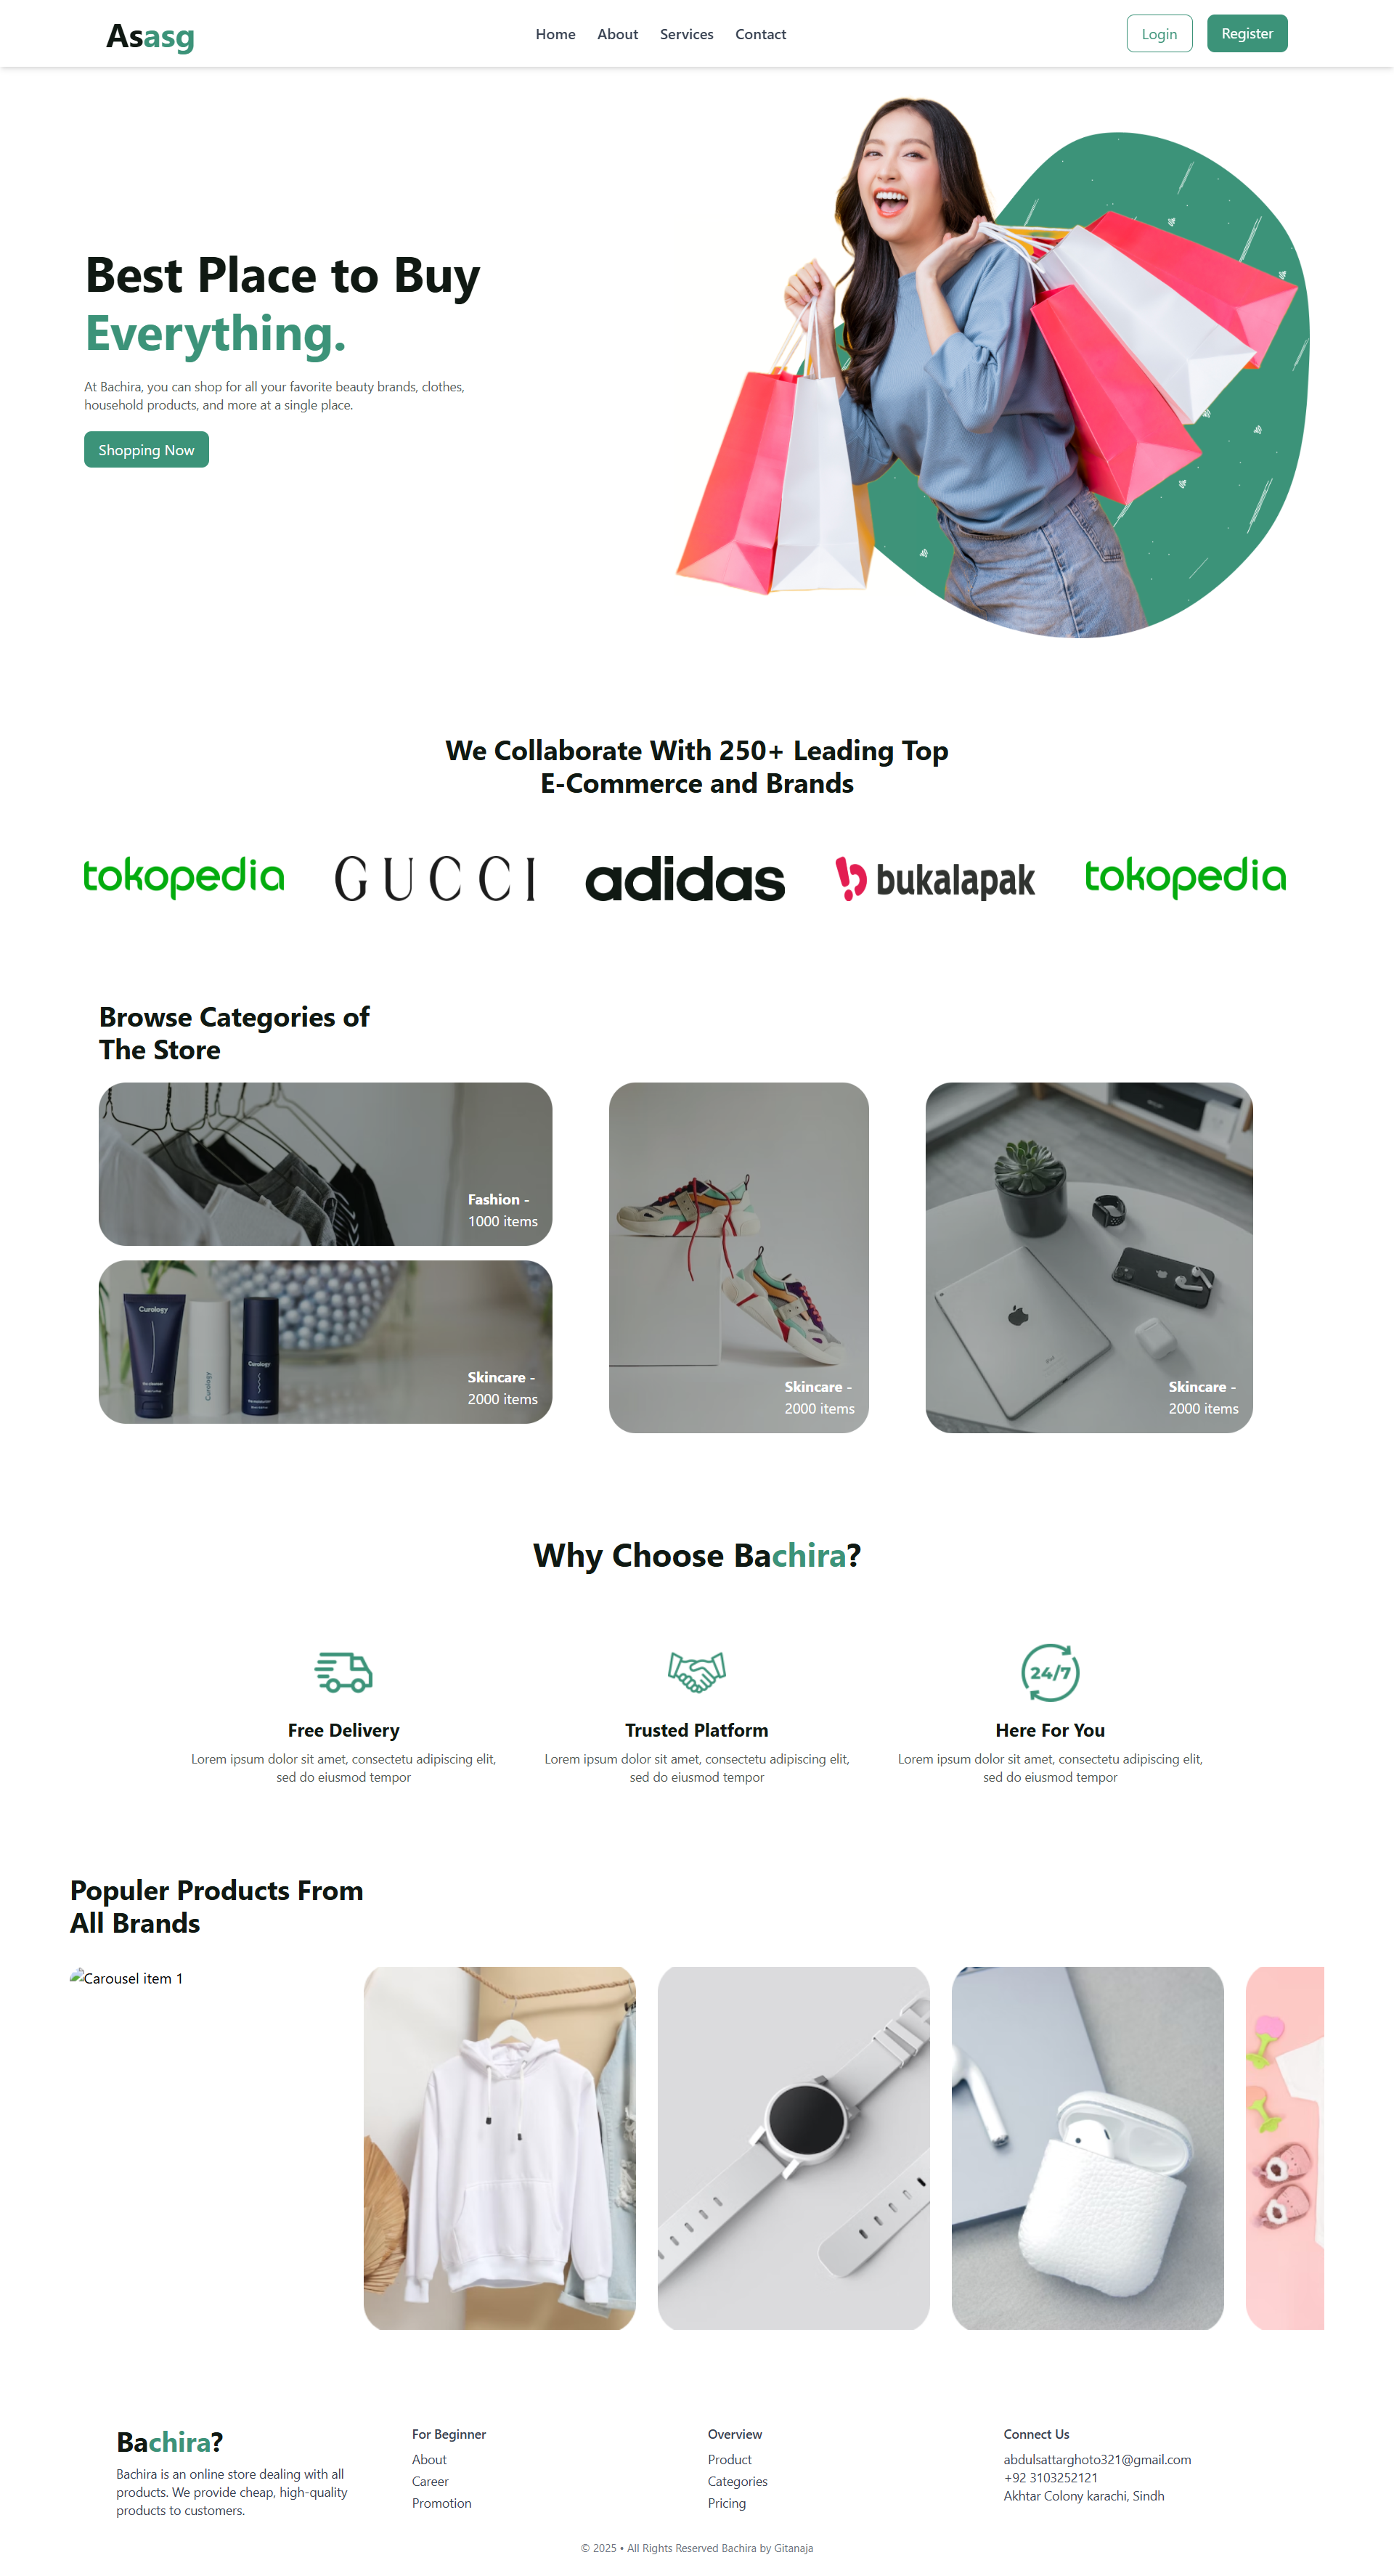 Asasg
Home About Services Contact
Login Register
Best Place to Buy
Everything.
At Bachira, you can shop for all your favorite beauty brands, clothes,
household products, and more at a single place.
Shopping Now
We Collaborate With 250+ Leading Top
E-Commerce and Brands
tokopedia GUCCI adidas bukalapak tokopedia
Browse Categories of
The Store
Fashion -
1000 items
Curology
Curology
Curology
Skincare -
2000 items
Skincare -
2000 items
Skincare -
2000 items
Why Choose Bachira?
24/7
Free Delivery
Lorem ipsum dolor sit amet, consectetu adipiscing elit,
sed do eiusmod tempor
Trusted Platform
Lorem ipsum dolor sit amet, consectetu adipiscing elit,
sed do eiusmod tempor
Here For You
Lorem ipsum dolor sit amet, consectetu adipiscing elit,
sed do eiusmod tempor
Populer Products From
All Brands
Carousel item 1
Bachira?
Bachira is an online store dealing with all
products. We provide cheap, high-quality
products to customers.
For Beginner
About
Career
Promotion
Overview
Product
Categories
Pricing
Connect Us
abdulsattarghoto321@gmail.com
+92 3103252121
Akhtar Colony karachi, Sindh
© 2025 • All Rights Reserved Bachira by Gitanaja